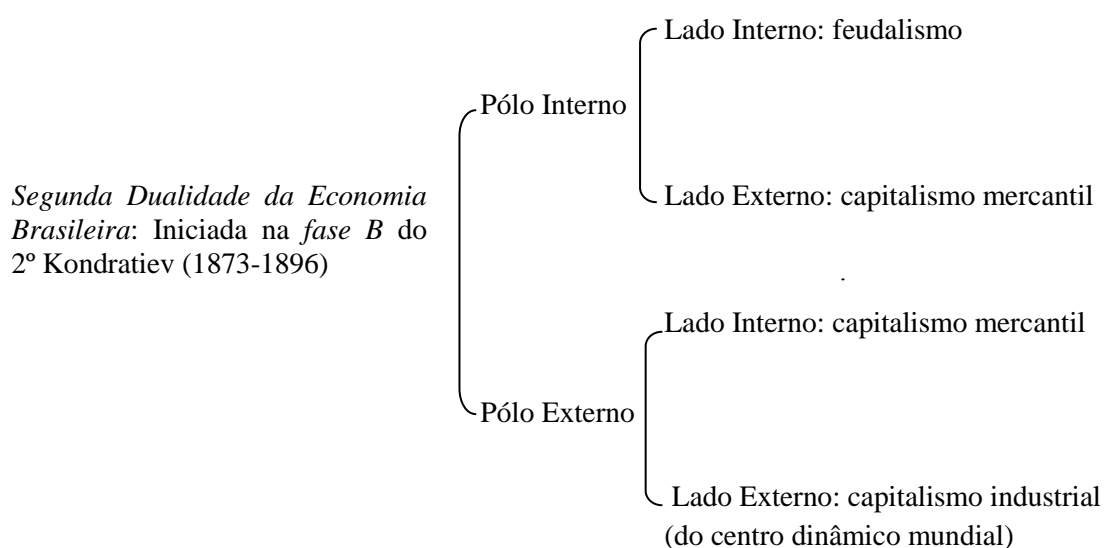 Lado Interno: feudalismo
Pólo Interno
Lado Externo: capitalismo mercantil
Segunda Dualidade da Economia
Brasileira: Iniciada na fase B do
2º Kondratiev (1873-1896)
Lado Interno: capitalismo mercantil
Pólo Externo
Lado Externo: capitalismo industrial
(do centro dinâmico mundial)